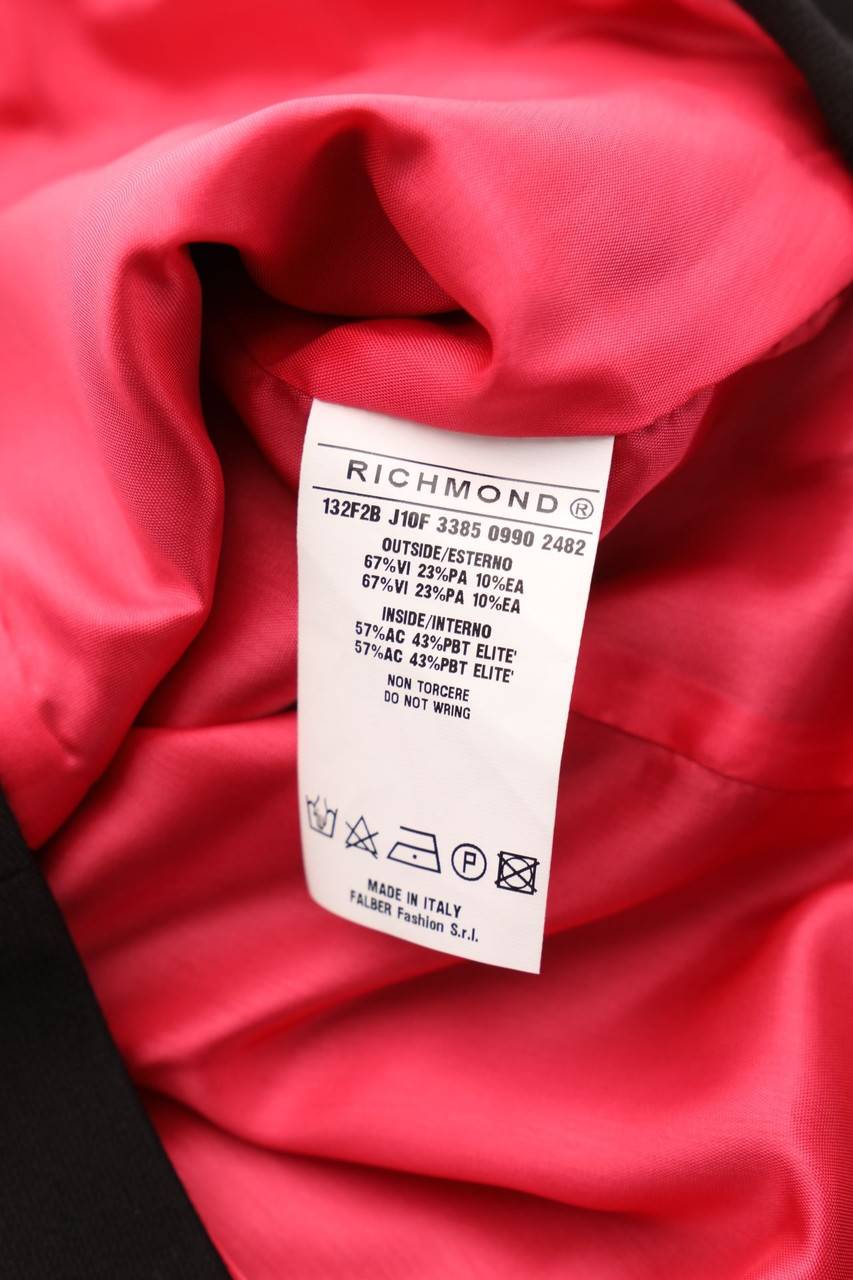 RICHMOND®
132F2B J10F 3385 0990 2482
OUTSIDE/ESTERNO
67%VI 23%PA 10%EA
67%VI 23%PA 10%EA
INSIDE/INTERNO
57%AC 43%PBT ELITE'
57%AC 43%PBT ELITE'
NON TORCERE
DO NOT WRING
P
MADE IN ITALY
FALBER Fashion S.r.l.